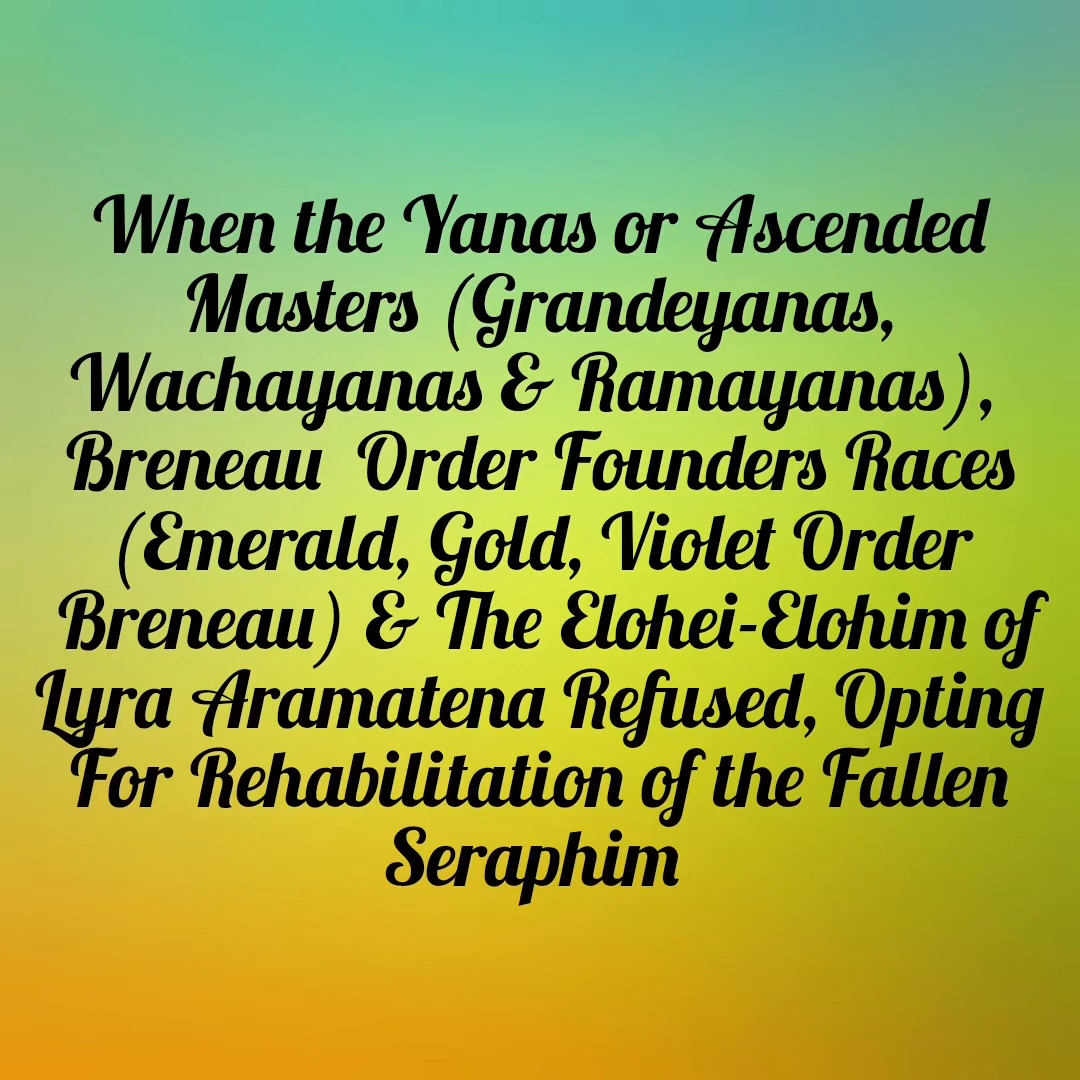 When the Yanas or Ascended
Masters (Grandeyanas,
Wachayanas & Ramayanas),
Breneau  Order Founders Races
(Emerald, Gold, Violet Order
Breneau) & The Elohei-Elohim of
Lyra Aramatena Refused, Opting
For Rehabilitation of the Fallen
Seraphim